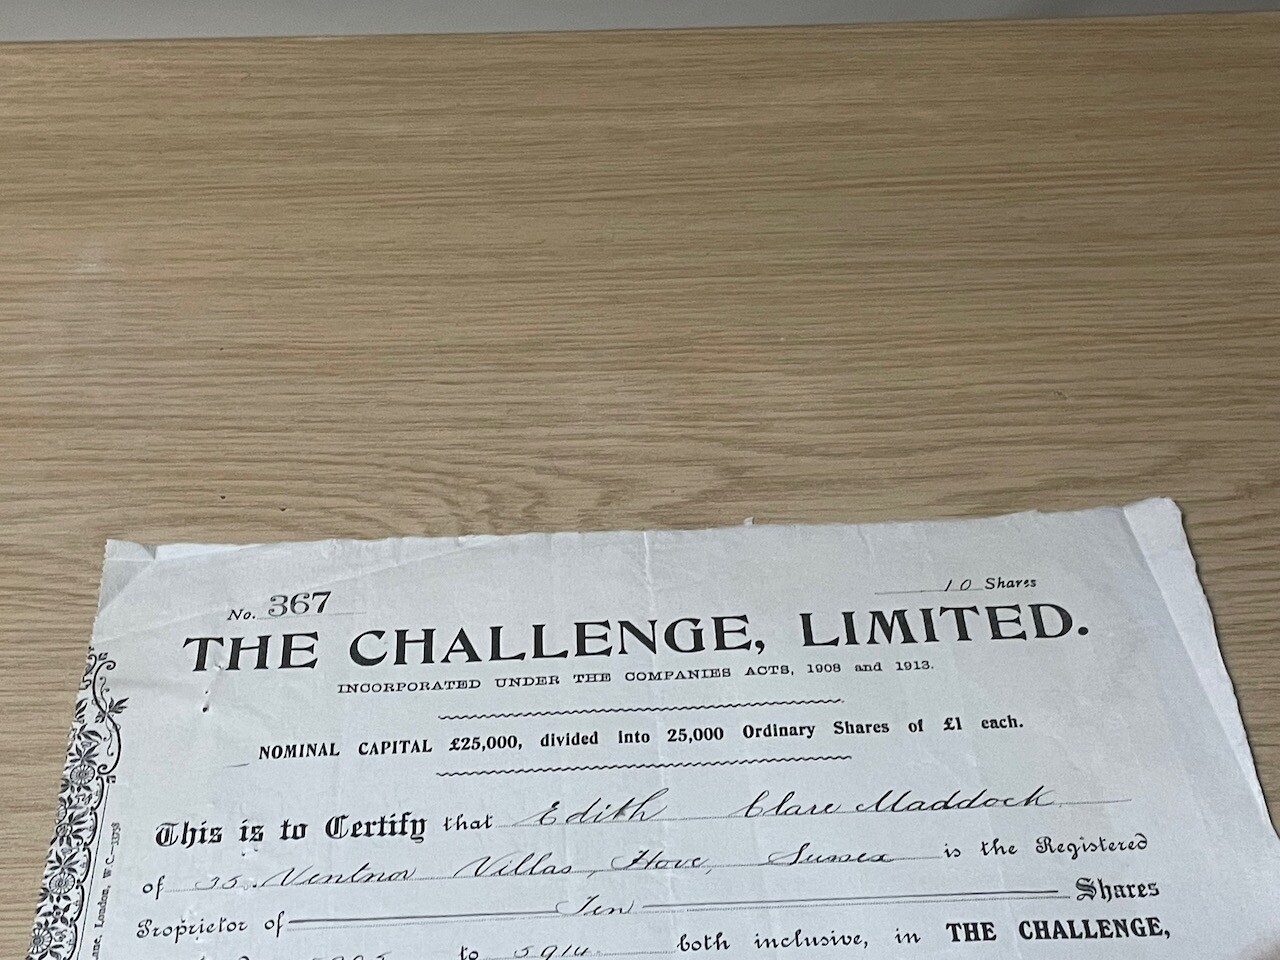 No. 367
10 Shares
THE CHALLENGE, LIMITED.
INCORPORATED UNDER THE COMPANIES ACTS, 1908 and 1913.
NOMINAL CAPITAL £25,000, divided into 25,000 Ordinary Shares of £1 each.
This is to Certify that Edith Clare Maddock
of 35. Ventnor Villas, Hove, Sussex is the Registered
Proprietor of Ten Shares
to 5914 both inclusive, in THE CHALLENGE,
London, W.C.